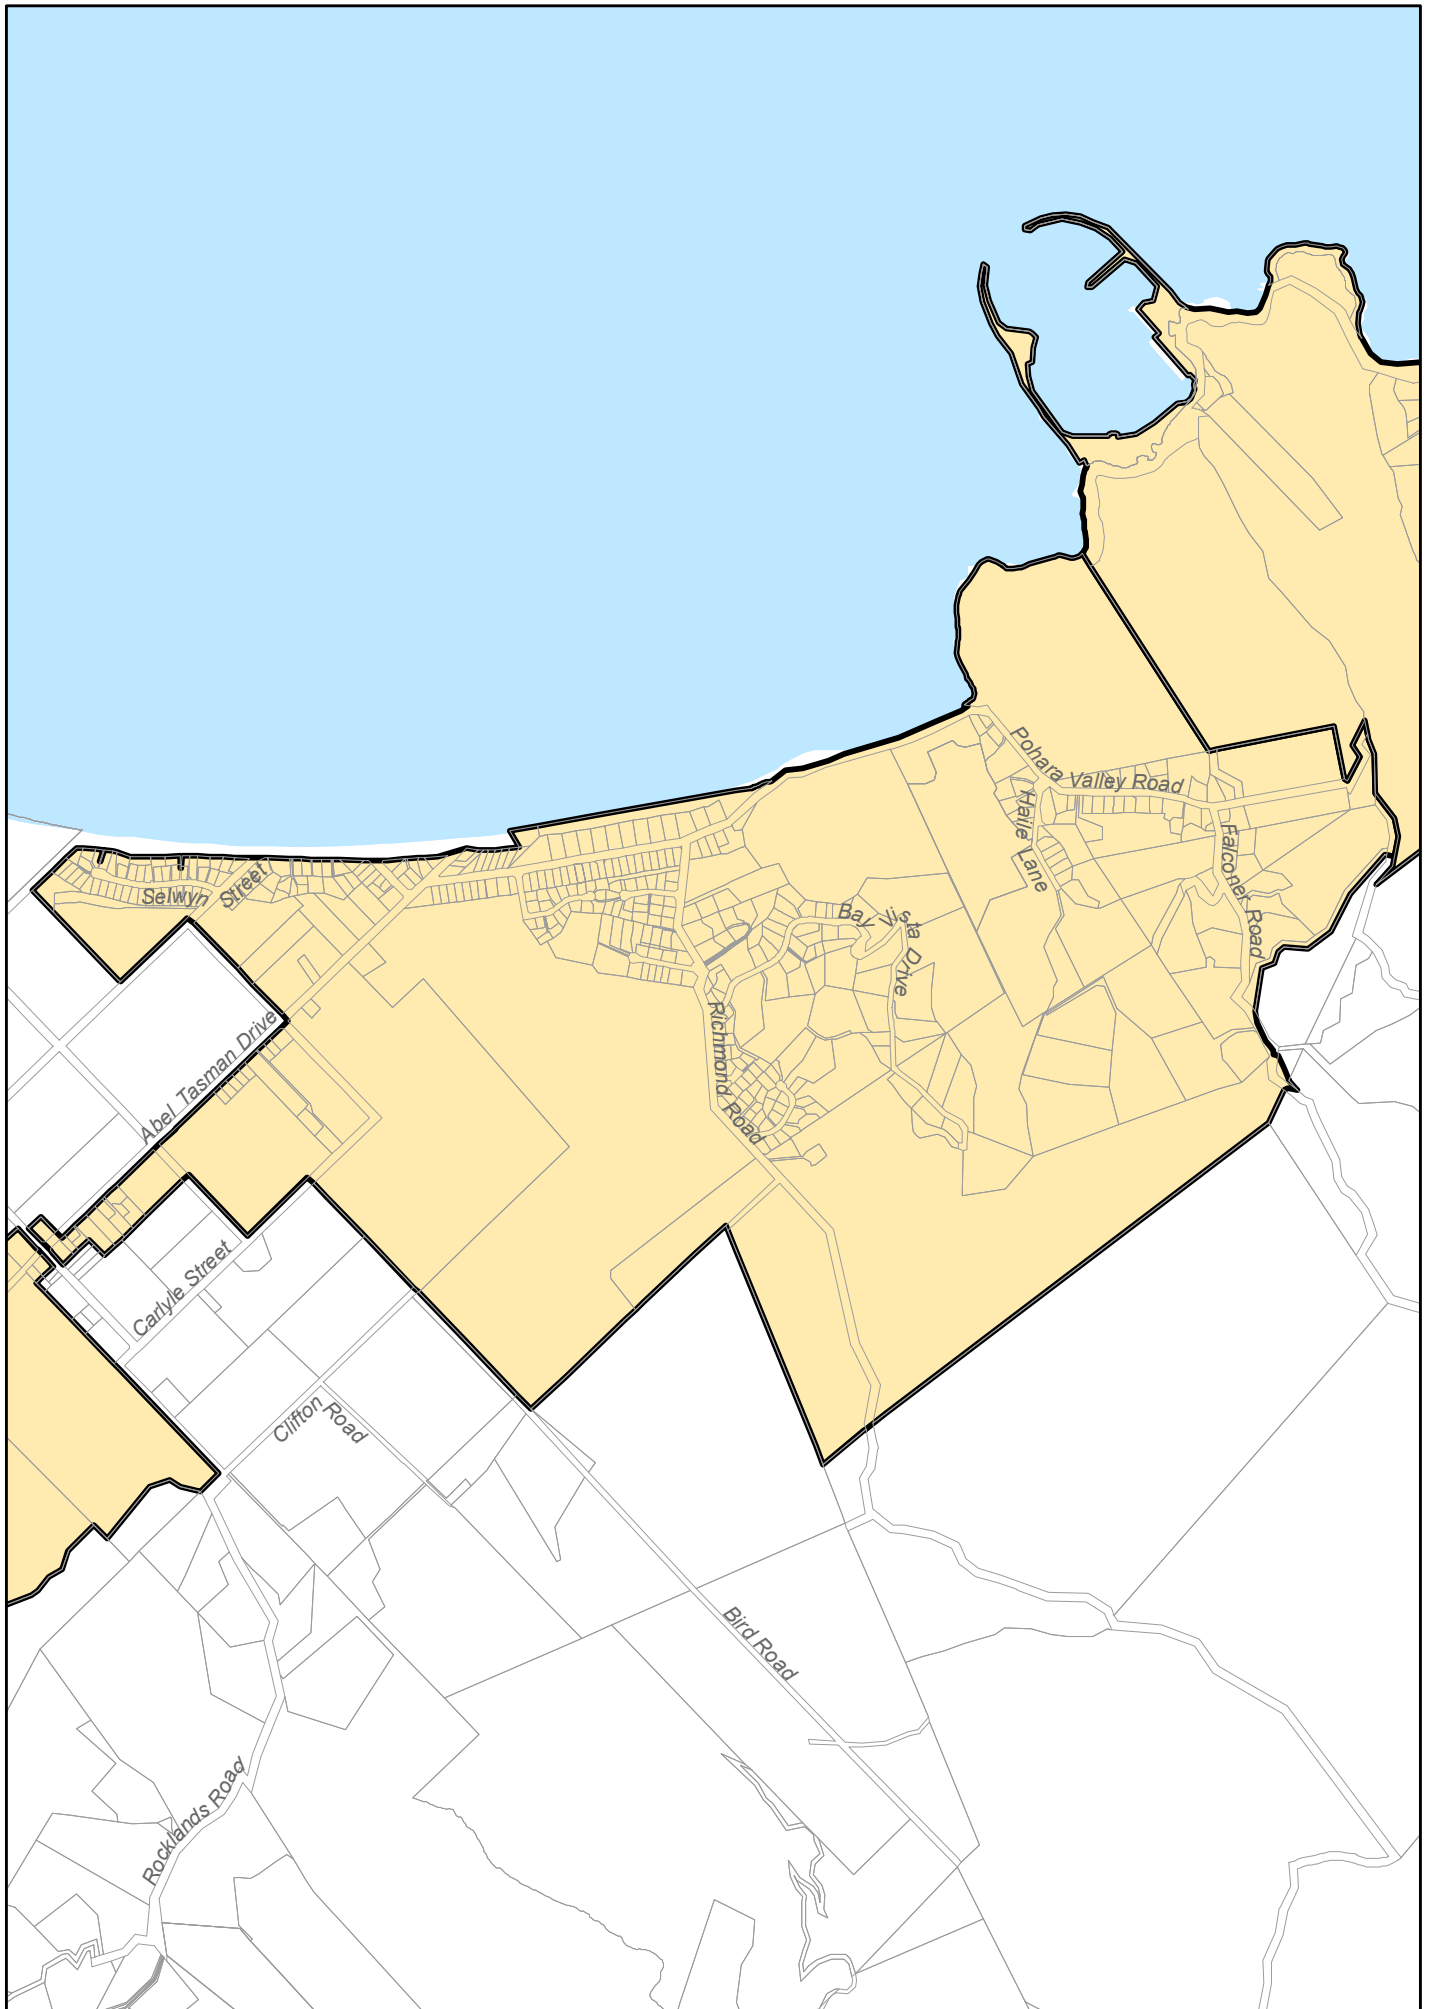 Pohara Valley Road
Haile Lane
Falconer Road
Selwyn Street
Bay Vista Drive
Richmond Road
Abel Tasman Drive
Carlyle Street
Clifton Road
Bird Road
Rocklands Road